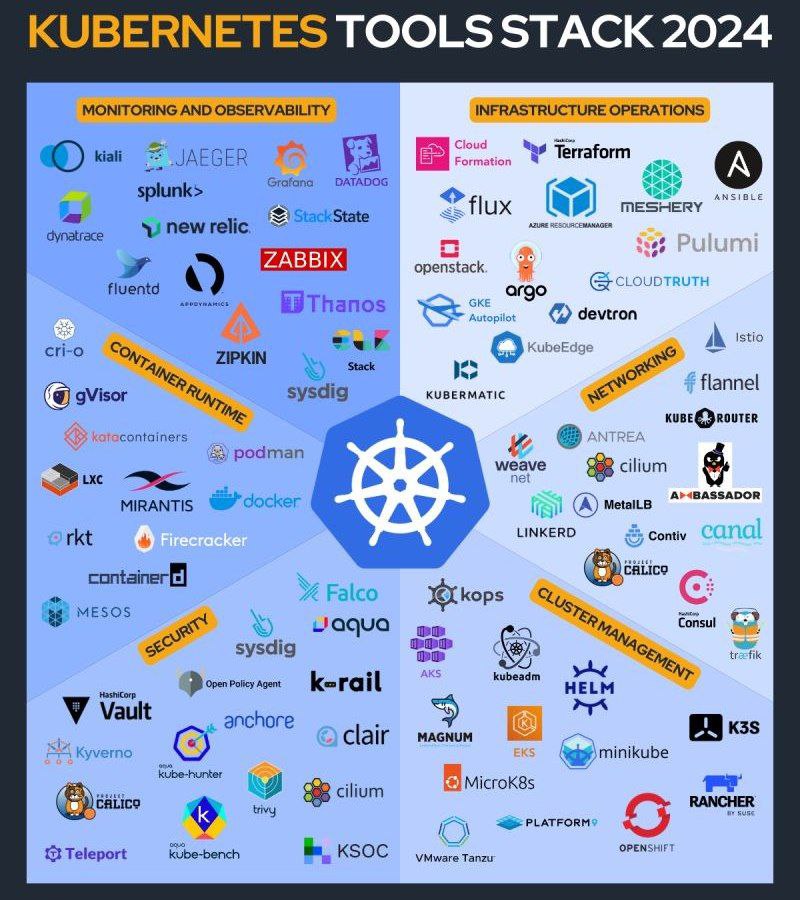 KUBERNETES TOOLS STACK 2024
MONITORING AND OBSERVABILITY
kiali
JAEGER
Grafana
DATADOG
splunk>
dynatrace
new relic.
StackState
fluentd
APPDYNAMICS
ZABBIX
Thanos
ZIPKIN
Stack
sysdig
INFRASTRUCTURE OPERATIONS
Cloud
Formation
HashiCorp
Terraform
ANSIBLE
flux
AZURE RESOURCEMANAGER
MESHERY
openstack.
argo
Pulumi
CLOUDTRUTH
GKE
Autopilot
devtron
KubeEdge
KUBERMATIC
CONTAINER RUNTIME
cri-o
gVisor
katacontainers
podman
LXC
MIRANTIS
docker
rkt
Firecracker
containerd
MESOS
NETWORKING
Istio
flannel
KUBE ROUTER
ANTREA
weave
net
cilium
AMBASSADOR
LINKERD
MetalLB
Contiv
canal
PROJECT
CALICO
HashiCorp
Consul
træfik
SECURITY
Falco
sysdig
aqua
Open Policy Agent
k-rail
HashiCorp
Vault
anchore
clair
Kyverno
aqua
kube-hunter
trivy
cilium
PROJECT
CALICO
k
aqua
kube-bench
Teleport
KSOC
CLUSTER MANAGEMENT
kops
AKS
kubeadm
HELM
MAGNUM
EKS
minikube
K3S
MicroK8s
RANCHER
BY SUSE
VMware Tanzu
PLATFORM9
OPENSHIFT